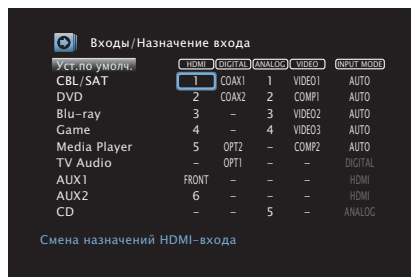 Входы/Назначение входа
Уст.по умолч. HDMI DIGITAL ANALOG VIDEO INPUT MODE
CBL/SAT 1 COAX1 1 VIDEO1 AUTO
DVD 2 COAX2 2 COMP1 AUTO
Blu-ray 3 – 3 VIDEO2 AUTO
Game 4 – 4 VIDEO3 AUTO
Media Player 5 OPT2 – COMP2 AUTO
TV Audio – OPT1 – – DIGITAL
AUX1 FRONT – – – HDMI
AUX2 6 – – – HDMI
CD – – 5 – ANALOG
Смена назначений HDMI-входа